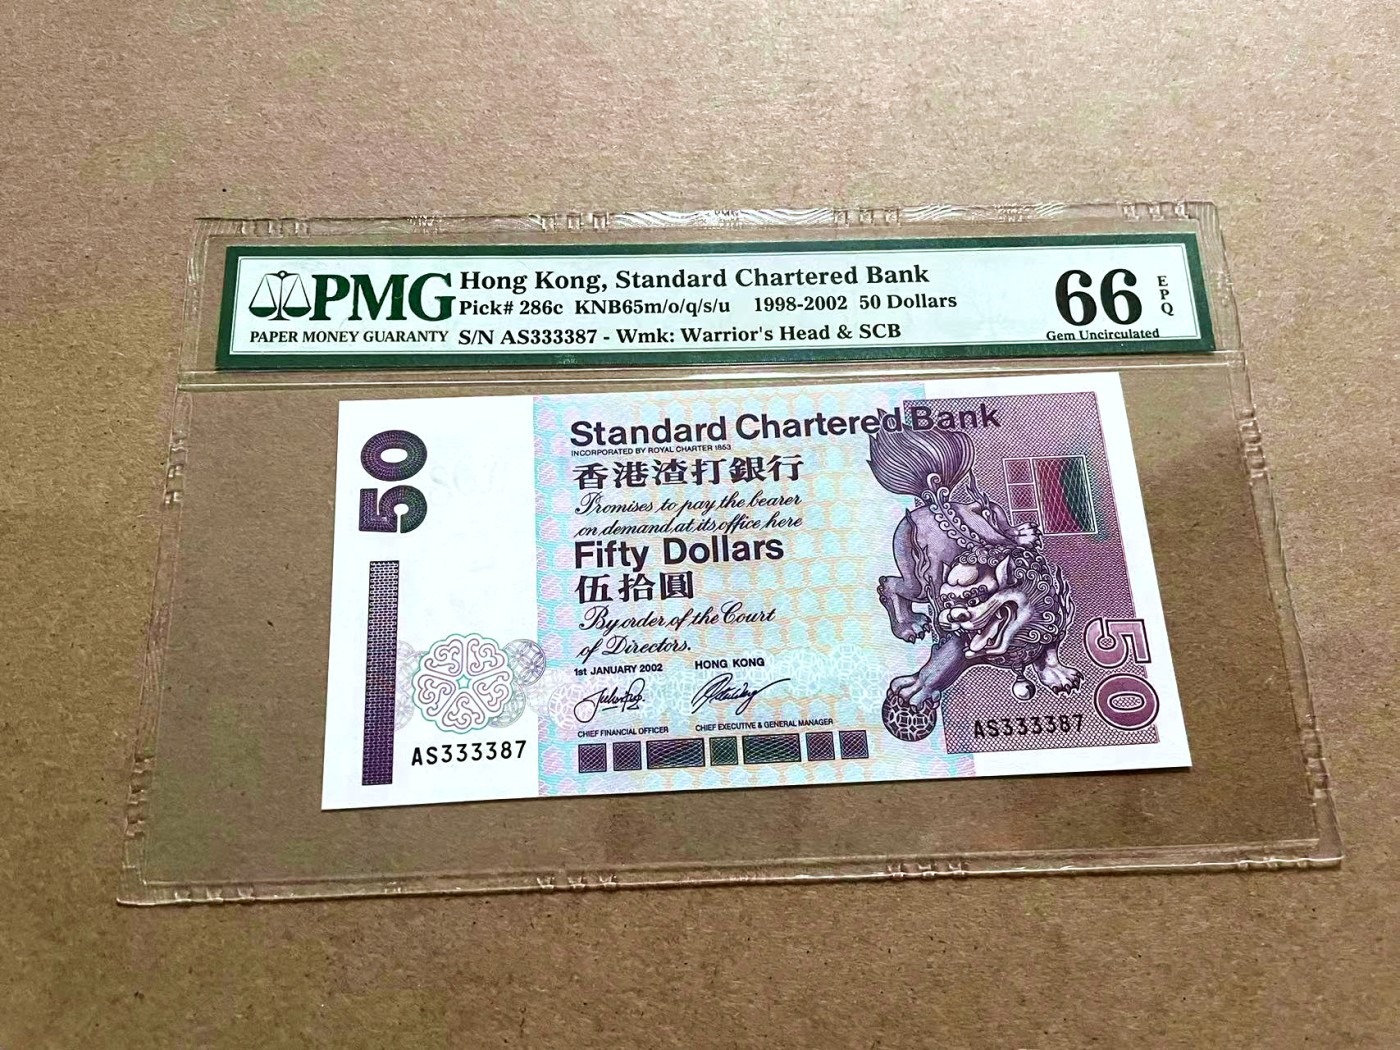 PMG
PAPER MONEY GUARANTY
Hong Kong, Standard Chartered Bank
Pick# 286c KNB65m/o/q/s/u 1998-2002 50 Dollars
S/N AS333387 - Wmk: Warrior's Head & SCB
66 EPQ
Gem Uncirculated
50
Standard Chartered Bank
INCORPORATED BY ROYAL CHARTER 1853
香港渣打銀行
Promises to pay the bearer
on demand at its office here
Fifty Dollars
伍拾圓
By order of the Court
of Directors.
1st JANUARY 2002 HONG KONG
CHIEF FINANCIAL OFFICER CHIEF EXECUTIVE & GENERAL MANAGER
AS333387
AS333387
50